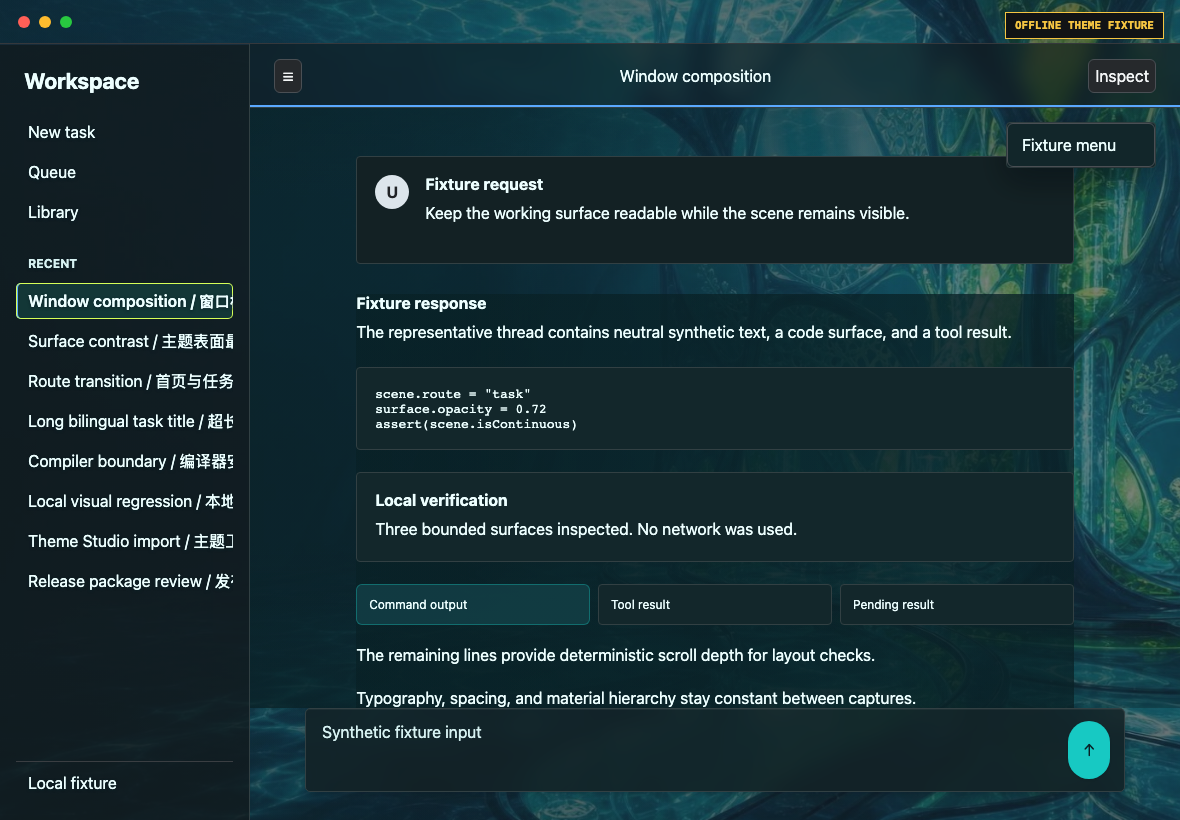 OFFLINE THEME FIXTURE
Workspace
New task
Queue
Library
RECENT
Window composition / 窗口
Surface contrast / 主题表面
Route transition / 首页与任务
Long bilingual task title / 超长
Compiler boundary / 编译器
Local visual regression / 本地
Theme Studio import / 主题
Release package review / 发
Local fixture
Window composition
Inspect
Fixture menu
U
Fixture request
Keep the working surface readable while the scene remains visible.
Fixture response
The representative thread contains neutral synthetic text, a code surface, and a tool result.
scene.route = "task"
surface.opacity = 0.72
assert(scene.isContinuous)
Local verification
Three bounded surfaces inspected. No network was used.
Command output
Tool result
Pending result
The remaining lines provide deterministic scroll depth for layout checks.
Typography, spacing, and material hierarchy stay constant between captures.
Synthetic fixture input